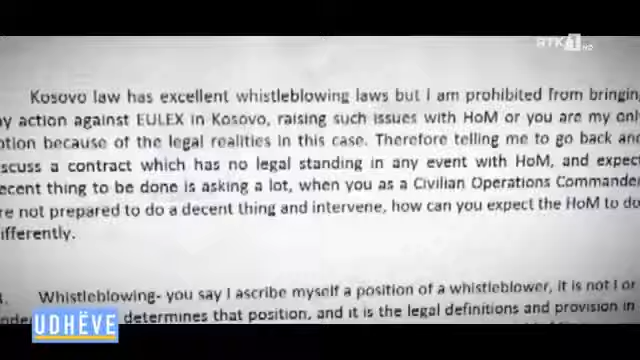 RTK 1 HD
Kosovo law has excellent whistleblowing laws but I am prohibited from bringing
ny action against EULEX in Kosovo, raising such issues with HoM or you are my onl
ption because of the legal realities in this case. Therefore telling me to go back and
iscuss a contract which has no legal standing in any event with HoM, and expect
ecent thing to be done is asking a lot, when you as a Civilian Operations Commander
re not prepared to do a decent thing and intervene, how can you expect the HoM to do
ifferently.
Whistleblowing- you say I ascribe myself a position of a whistleblower, it is not I or
determines that position, and it is the legal definitions and provision in
UDHËVE